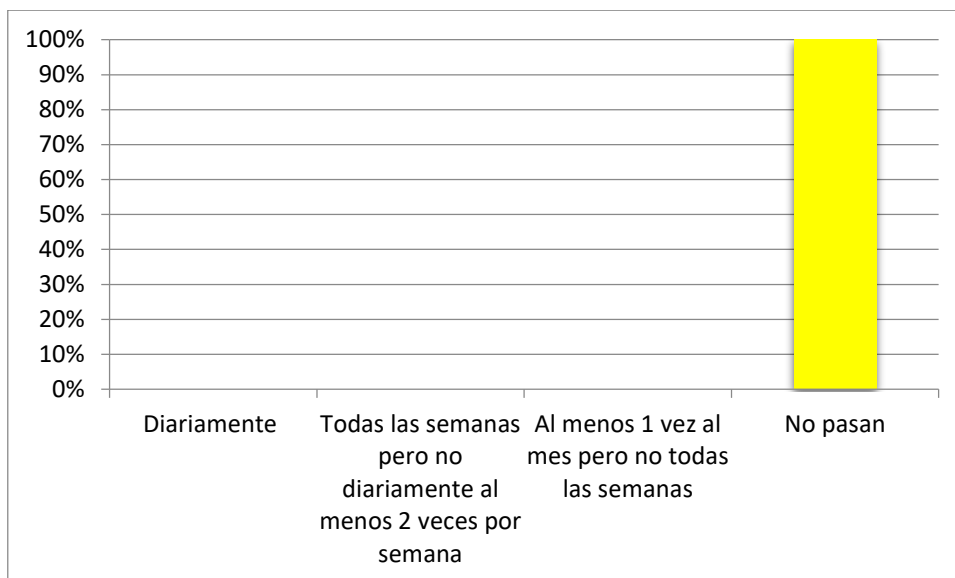 100%
90%
80%
70%
60%
50%
40%
30%
20%
10%
0%
Diariamente
Todas las semanas
pero no
diariamente al
menos 2 veces por
semana
Al menos 1 vez al
mes pero no todas
las semanas
No pasan